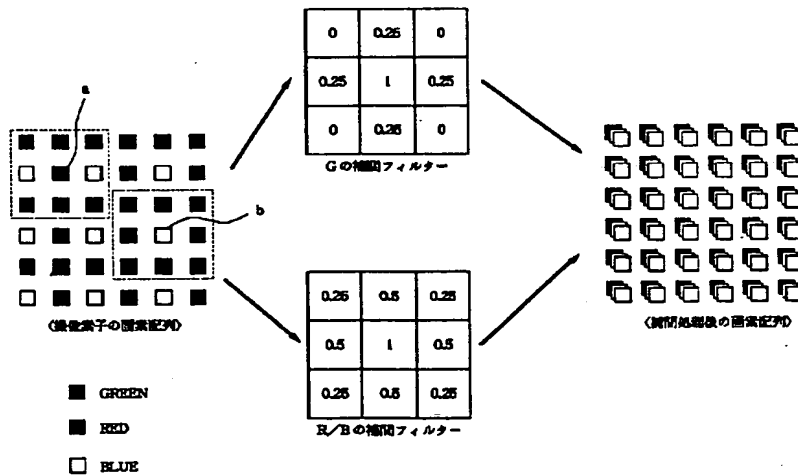 0 0.25 0
0.25 1 0.25
0 0.25 0
Gの補間フィルター
a
b
〈撮像素子の画素配列〉
〈補間処理後の画素配列〉
0.25 0.5 0.25
0.5 1 0.5
0.25 0.5 0.25
R/Bの補間フィルター
GREEN
RED
BLUE